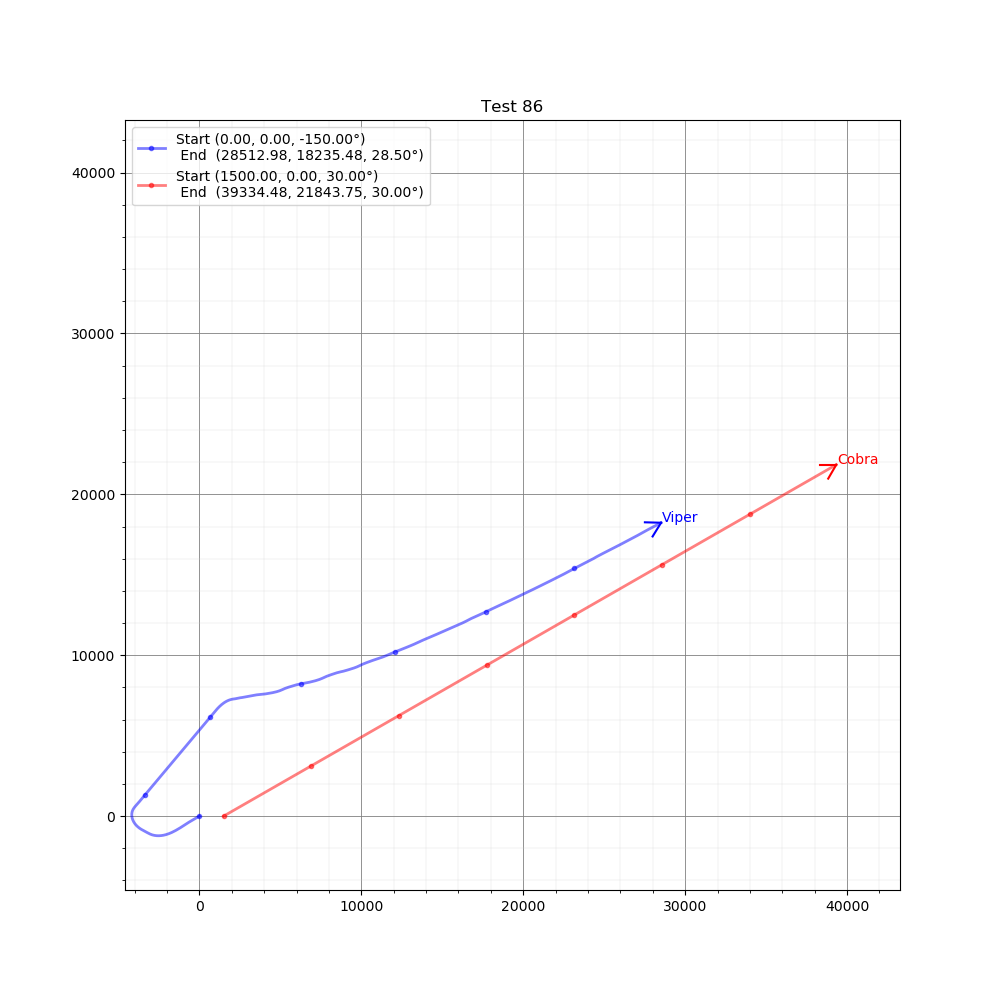 Test 86
Start (0.00, 0.00, -150.00°)
End (28512.98, 18235.48, 28.50°)
Start (1500.00, 0.00, 30.00°)
End (39334.48, 21843.75, 30.00°)
40000
30000
20000
10000
0
Cobra
Viper
0
10000
20000
30000
40000